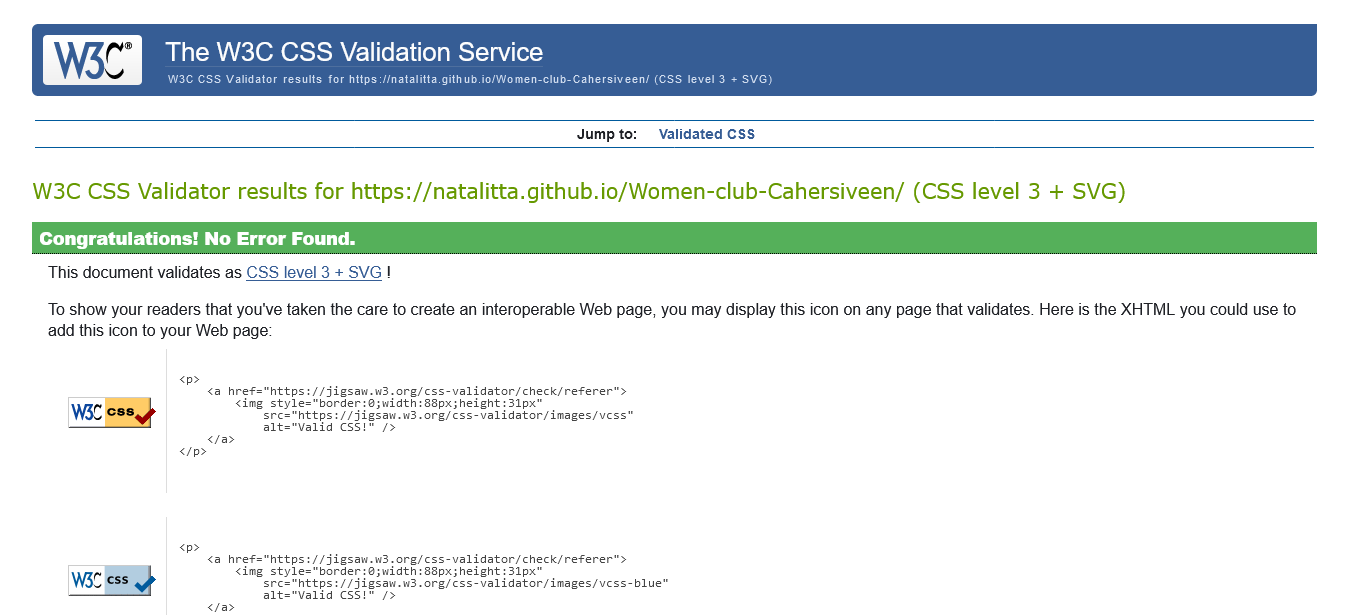 W3C®
The W3C CSS Validation Service
W3C CSS Validator results for https://natalitta.github.io/Women-club-Cahersiveen/ (CSS level 3 + SVG)
Jump to: Validated CSS
W3C CSS Validator results for https://natalitta.github.io/Women-club-Cahersiveen/ (CSS level 3 + SVG)
Congratulations! No Error Found.
This document validates as CSS level 3 + SVG !
To show your readers that you've taken the care to create an interoperable Web page, you may display this icon on any page that validates. Here is the XHTML you could use to
add this icon to your Web page:
W3C css
<p>
<a href="https://jigsaw.w3.org/css-validator/check/referer">
<img style="border:0;width:88px;height:31px"
src="https://jigsaw.w3.org/css-validator/images/vcss"
alt="Valid CSS!" />
</a>
</p>
W3C css
<p>
<a href="https://jigsaw.w3.org/css-validator/check/referer">
<img style="border:0;width:88px;height:31px"
src="https://jigsaw.w3.org/css-validator/images/vcss-blue"
alt="Valid CSS!" />
</a>